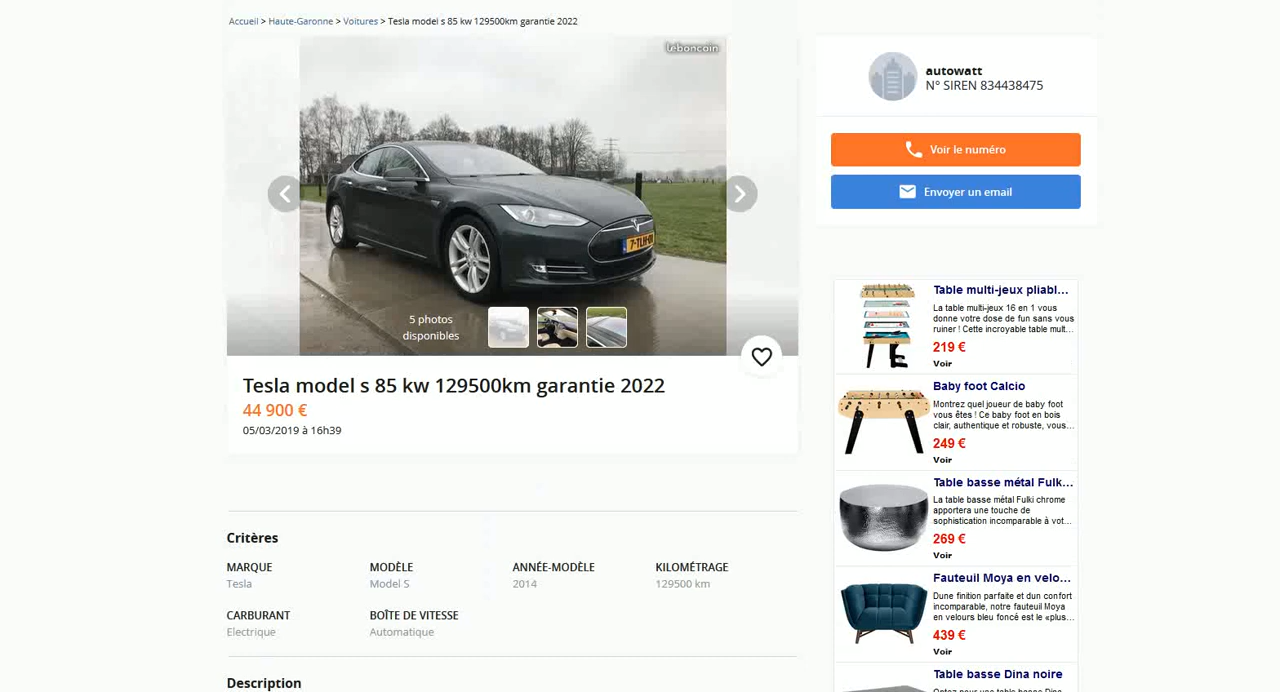 Accueil > Haute-Garonne > Voitures > Tesla model s 85 kw 129500km garantie 2022
leboncoin
5 photos
disponibles
Tesla model s 85 kw 129500km garantie 2022
44 900 €
05/03/2019 à 16h39
Critères
MARQUE
Tesla
MODÈLE
Model S
ANNÉE-MODÈLE
2014
KILOMÉTRAGE
129500 km
CARBURANT
Electrique
BOÎTE DE VITESSE
Automatique
Description
autowatt
N° SIREN 834438475
Voir le numéro
Envoyer un email
Table multi-jeux pliabl...
La table multi-jeux 16 en 1 vous
donne votre dose de fun sans vous
ruiner ! Cette incroyable table mult...
219 €
Voir
Baby foot Calcio
Montrez quel joueur de baby foot
vous êtes ! Ce baby foot en bois
clair, authentique et robuste, vous...
249 €
Voir
Table basse métal Fulk...
La table basse métal Fulki chrome
apportera une touche de
sophistication incomparable à vot...
269 €
Voir
Fauteuil Moya en velo...
Dune finition parfaite et dun confort
incomparable, notre fauteuil Moya
en velours bleu foncé est le «plus...
439 €
Voir
Table basse Dina noire